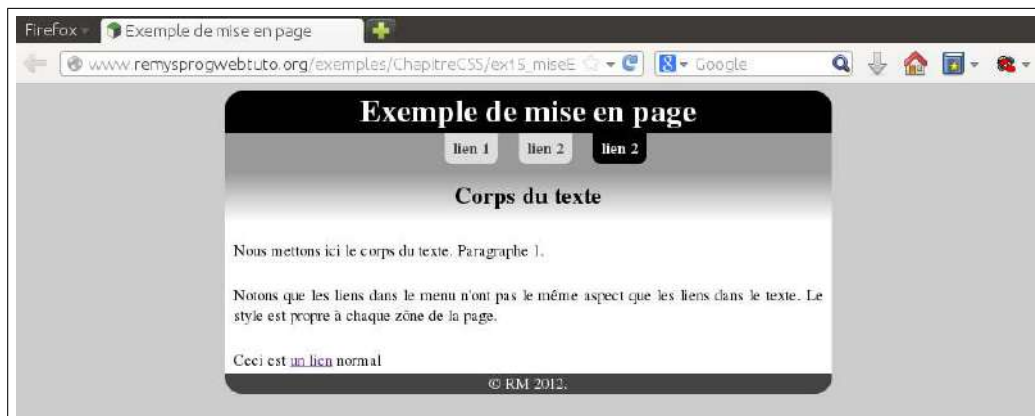 Firefox
Exemple de mise en page
www.remysprogwebtuto.org/exemples/ChapitreCSS/ex15_miseE
Google
Exemple de mise en page
lien 1 lien 2 lien 2
Corps du texte
Nous mettons ici le corps du texte. Paragraphe 1.
Notons que les liens dans le menu n'ont pas le même aspect que les liens dans le texte. Le
style est propre à chaque zône de la page.
Ceci est un lien normal
© RM 2012.